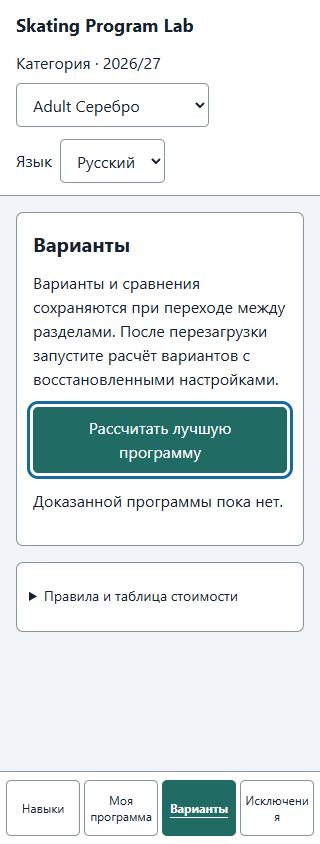 Skating Program Lab
Категория · 2026/27
Adult Серебро
Язык Русский
Варианты
Варианты и сравнения
сохраняются при переходе между
разделами. После перезагрузки
запустите расчёт вариантов с
восстановленными настройками.
Рассчитать лучшую
программу
Доказанной программы пока нет.
Правила и таблица стоимости
Навыки
Моя
программа
Варианты
Исключени
я